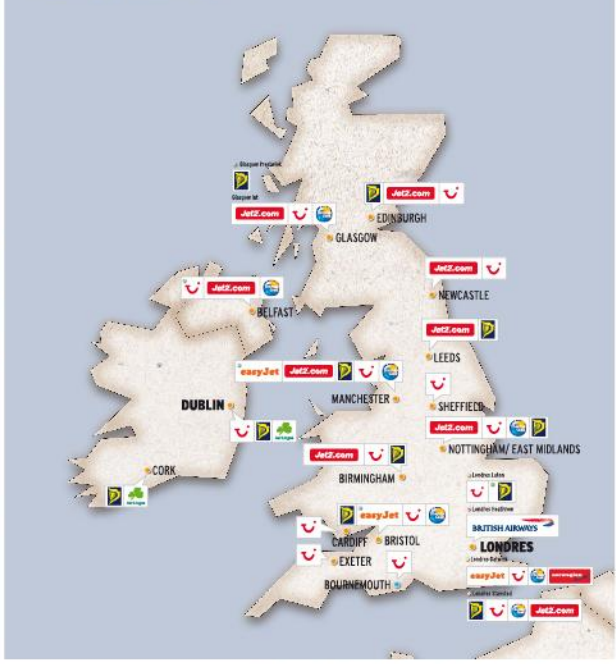 Glasgow Prestwick
Glasgow Int
Jet2.com
Jet2.com
EDINBURGH
GLASGOW
Jet2.com
BELFAST
Jet2.com
NEWCASTLE
Jet2.com
LEEDS
easyJet Jet2.com
MANCHESTER
SHEFFIELD
DUBLIN
Jet2.com
NOTTINGHAM/ EAST MIDLANDS
CORK
Jet2.com
BIRMINGHAM
Londres Luton
Londres Heathrow
BRITISH AIRWAYS
easyJet
CARDIFF
BRISTOL
LONDRES
EXETER
BOURNEMOUTH
Londres Gatwick
easyJet norwegian
Londres Stansted
Jet2.com